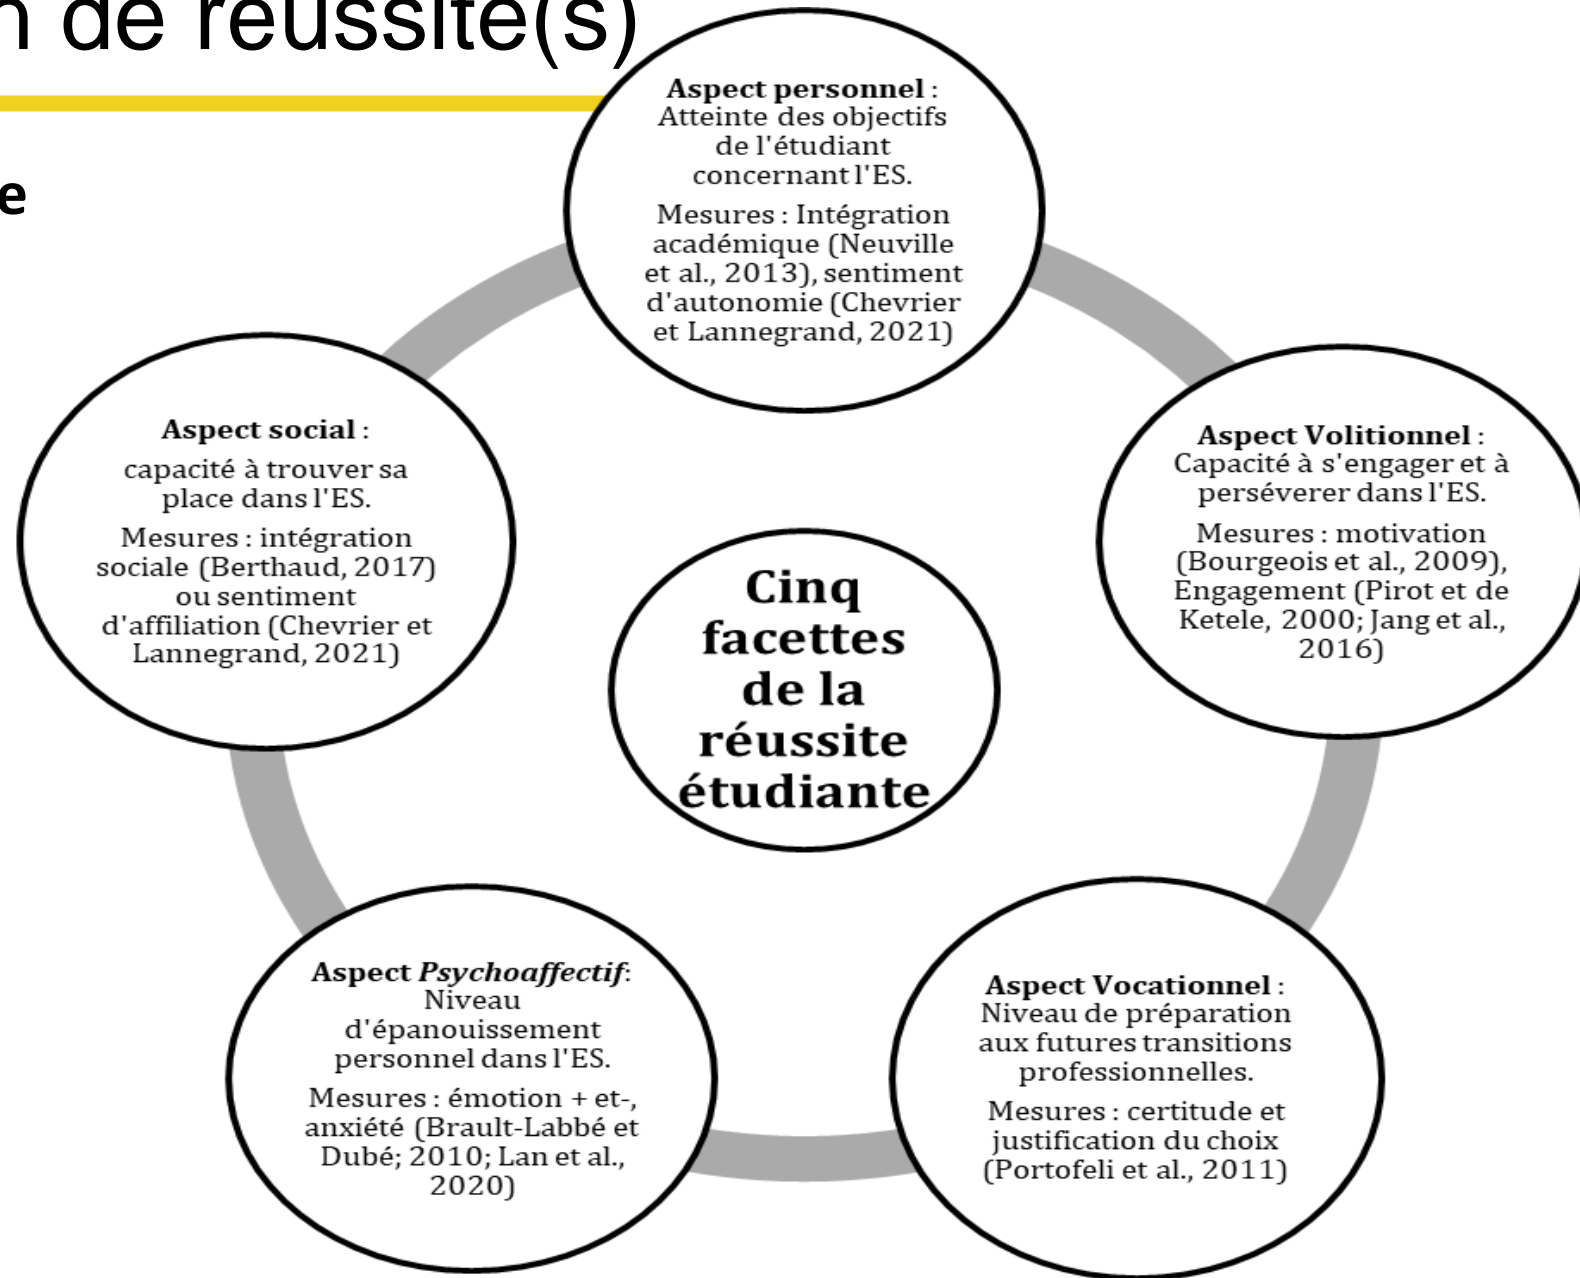 n de réussite(s)
e
Aspect personnel :
Atteinte des objectifs
de l'étudiant
concernant l'ES.
Mesures : Intégration
académique (Neuville
et al., 2013), sentiment
d'autonomie (Chevrier
et Lannegrand, 2021)
Aspect Volitionnel :
Capacité à s'engager et à
perséverer dans l'ES.
Mesures : motivation
(Bourgeois et al., 2009),
Engagement (Pirot et de
Ketele, 2000; Jang et al.,
2016)
Aspect Vocationnel :
Niveau de préparation
aux futures transitions
professionnelles.
Mesures : certitude et
justification du choix
(Portofeli et al., 2011)
Aspect Psychoaffectif:
Niveau
d'épanouissement
personnel dans l'ES.
Mesures : émotion + et-,
anxiété (Brault-Labbé et
Dubé; 2010; Lan et al.,
2020)
Aspect social :
capacité à trouver sa
place dans l'ES.
Mesures : intégration
sociale (Berthaud, 2017)
ou sentiment
d'affiliation (Chevrier et
Lannegrand, 2021)
Cinq
facettes
de la
réussite
étudiante